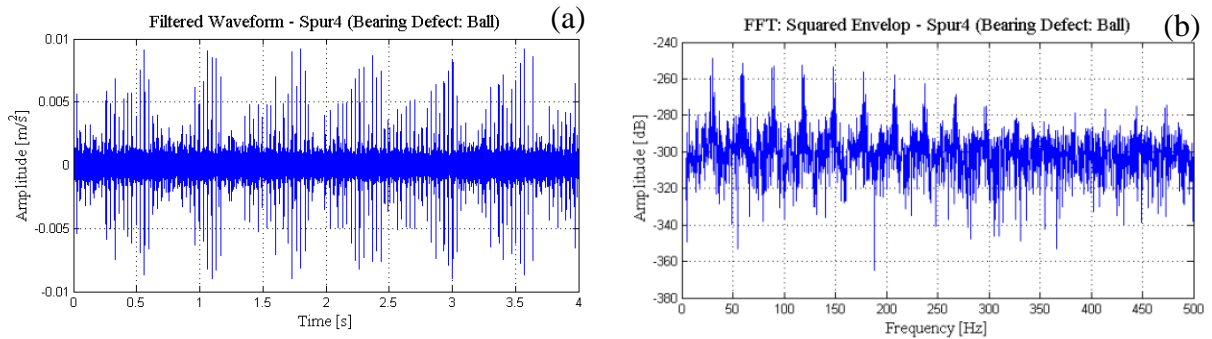 (a)
Filtered Waveform - Spur4 (Bearing Defect: Ball)
0.01
0.005
0
-0.005
-0.01
Amplitude [m/s²]
0 0.5 1 1.5 2 2.5 3 3.5 4
Time [s]
(b)
FFT: Squared Envelop - Spur4 (Bearing Defect: Ball)
-240
-260
-280
-300
-320
-340
-360
-380
Amplitude [dB]
0 50 100 150 200 250 300 350 400 450 500
Frequency [Hz]